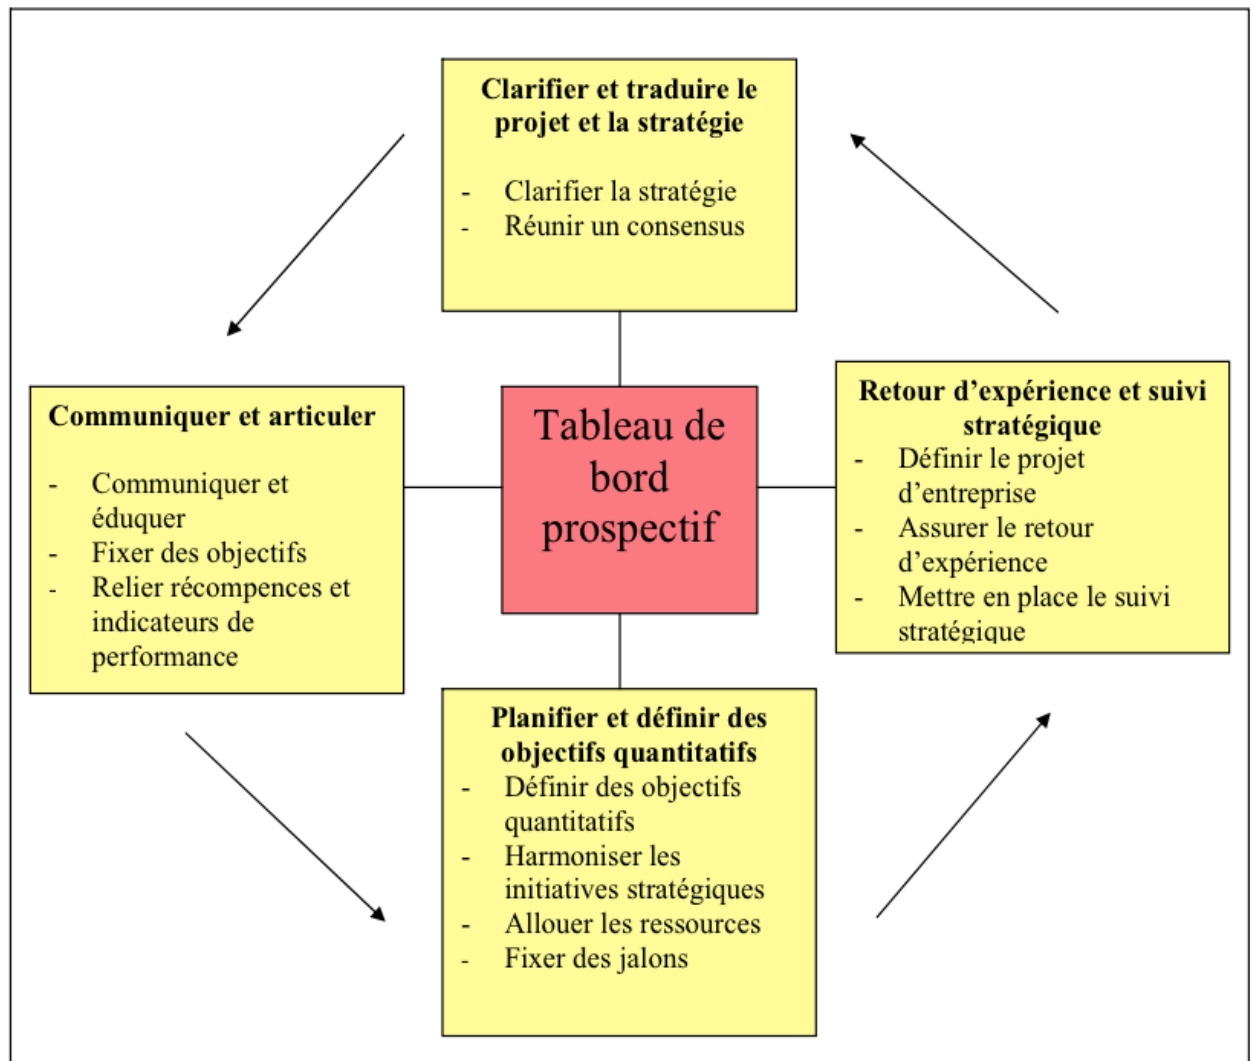 Clarifier et traduire le
projet et la stratégie
- Clarifier la stratégie
- Réunir un consensus
Communiquer et articuler
- Communiquer et
éduquer
- Fixer des objectifs
- Relier récompences et
indicateurs de
performance
Tableau de
bord
prospectif
Retour d’expérience et suivi
stratégique
- Définir le projet
d’entreprise
- Assurer le retour
d’expérience
- Mettre en place le suivi
stratégique
Planifier et définir des
objectifs quantitatifs
- Définir des objectifs
quantitatifs
- Harmoniser les
initiatives stratégiques
- Allouer les ressources
- Fixer des jalons